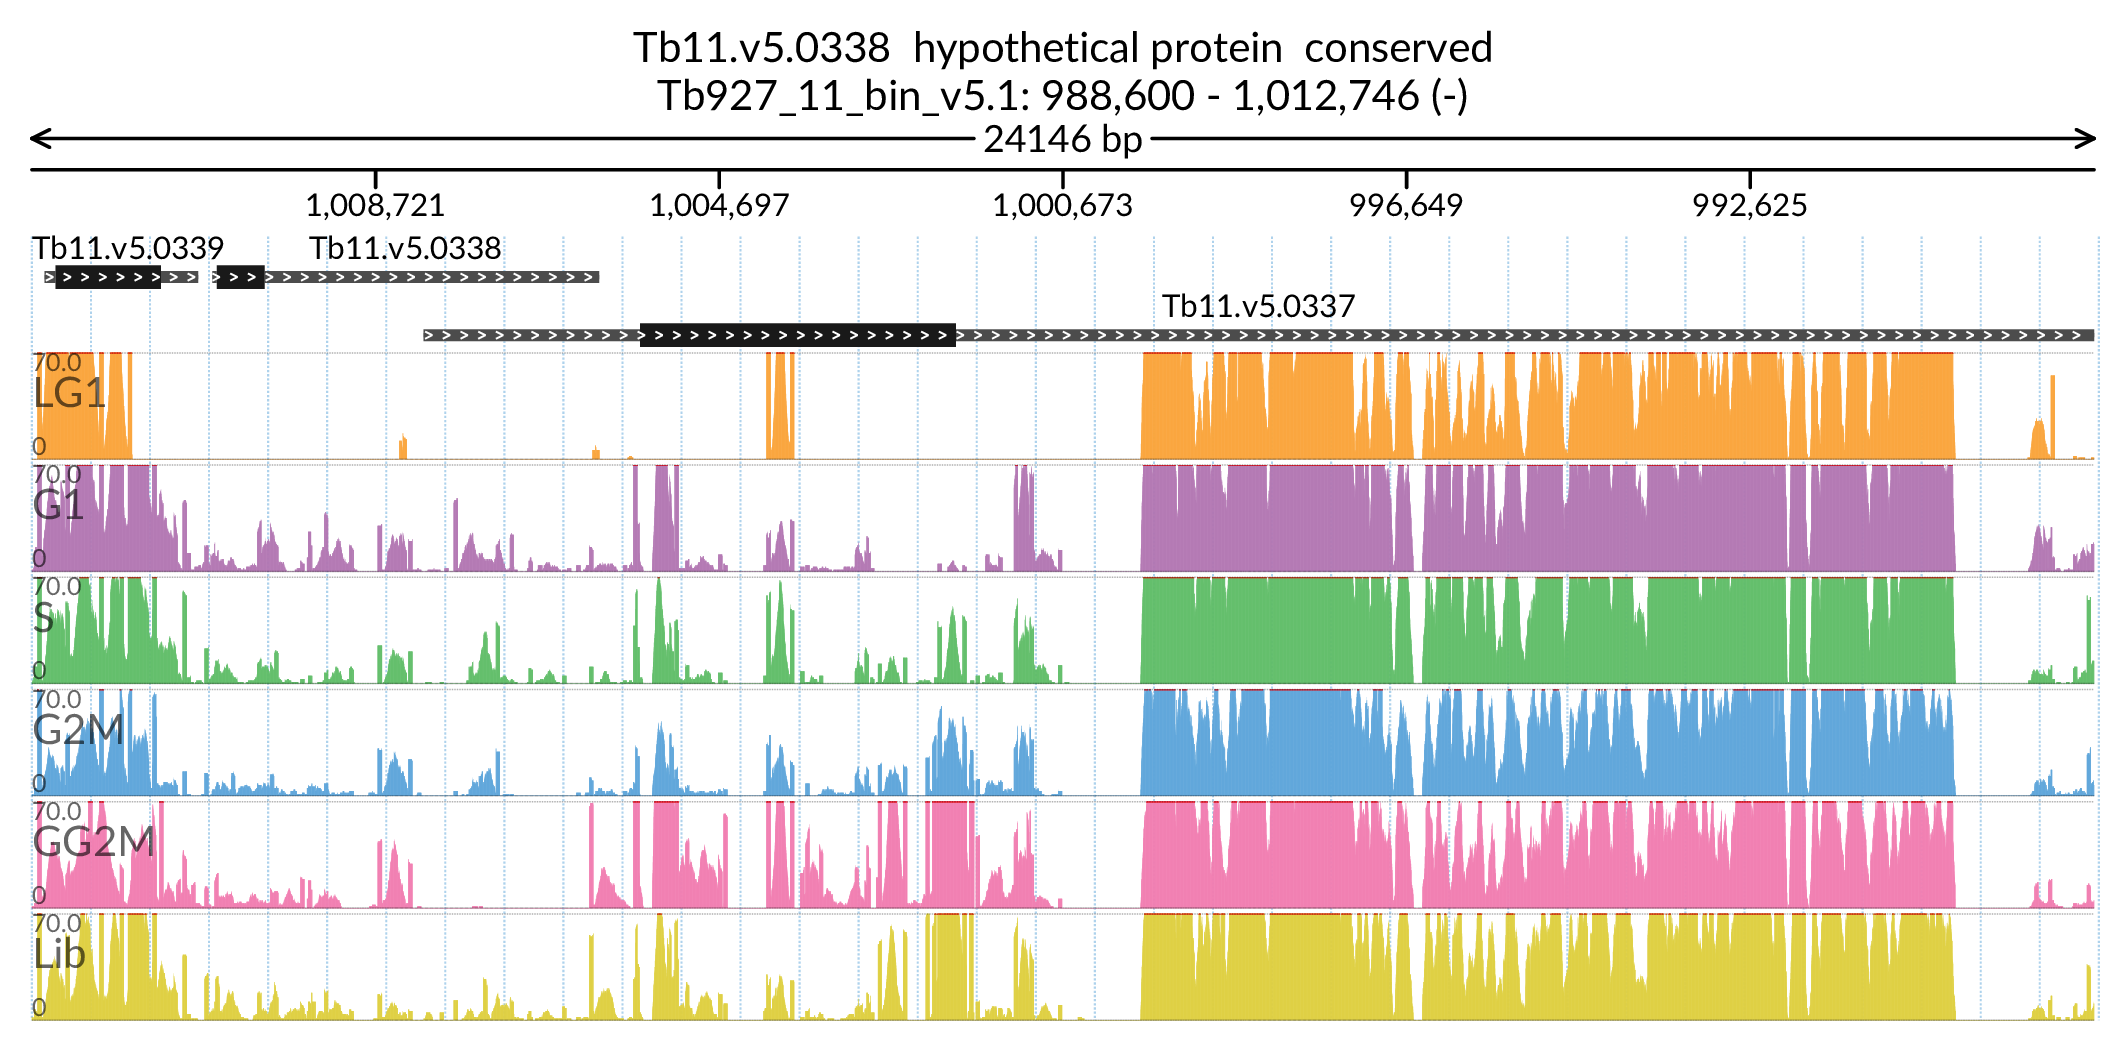 Tb11.v5.0338 hypothetical protein conserved
Tb927_11_bin_v5.1: 988,600 - 1,012,746 (-)
24146 bp
1,008,721 1,004,697 1,000,673 996,649 992,625
Tb11.v5.0339 Tb11.v5.0338
Tb11.v5.0337
70.0
LG1
0
70.0
G1
0
70.0
S
0
70.0
G2M
0
70.0
GG2M
0
70.0
Lib
0